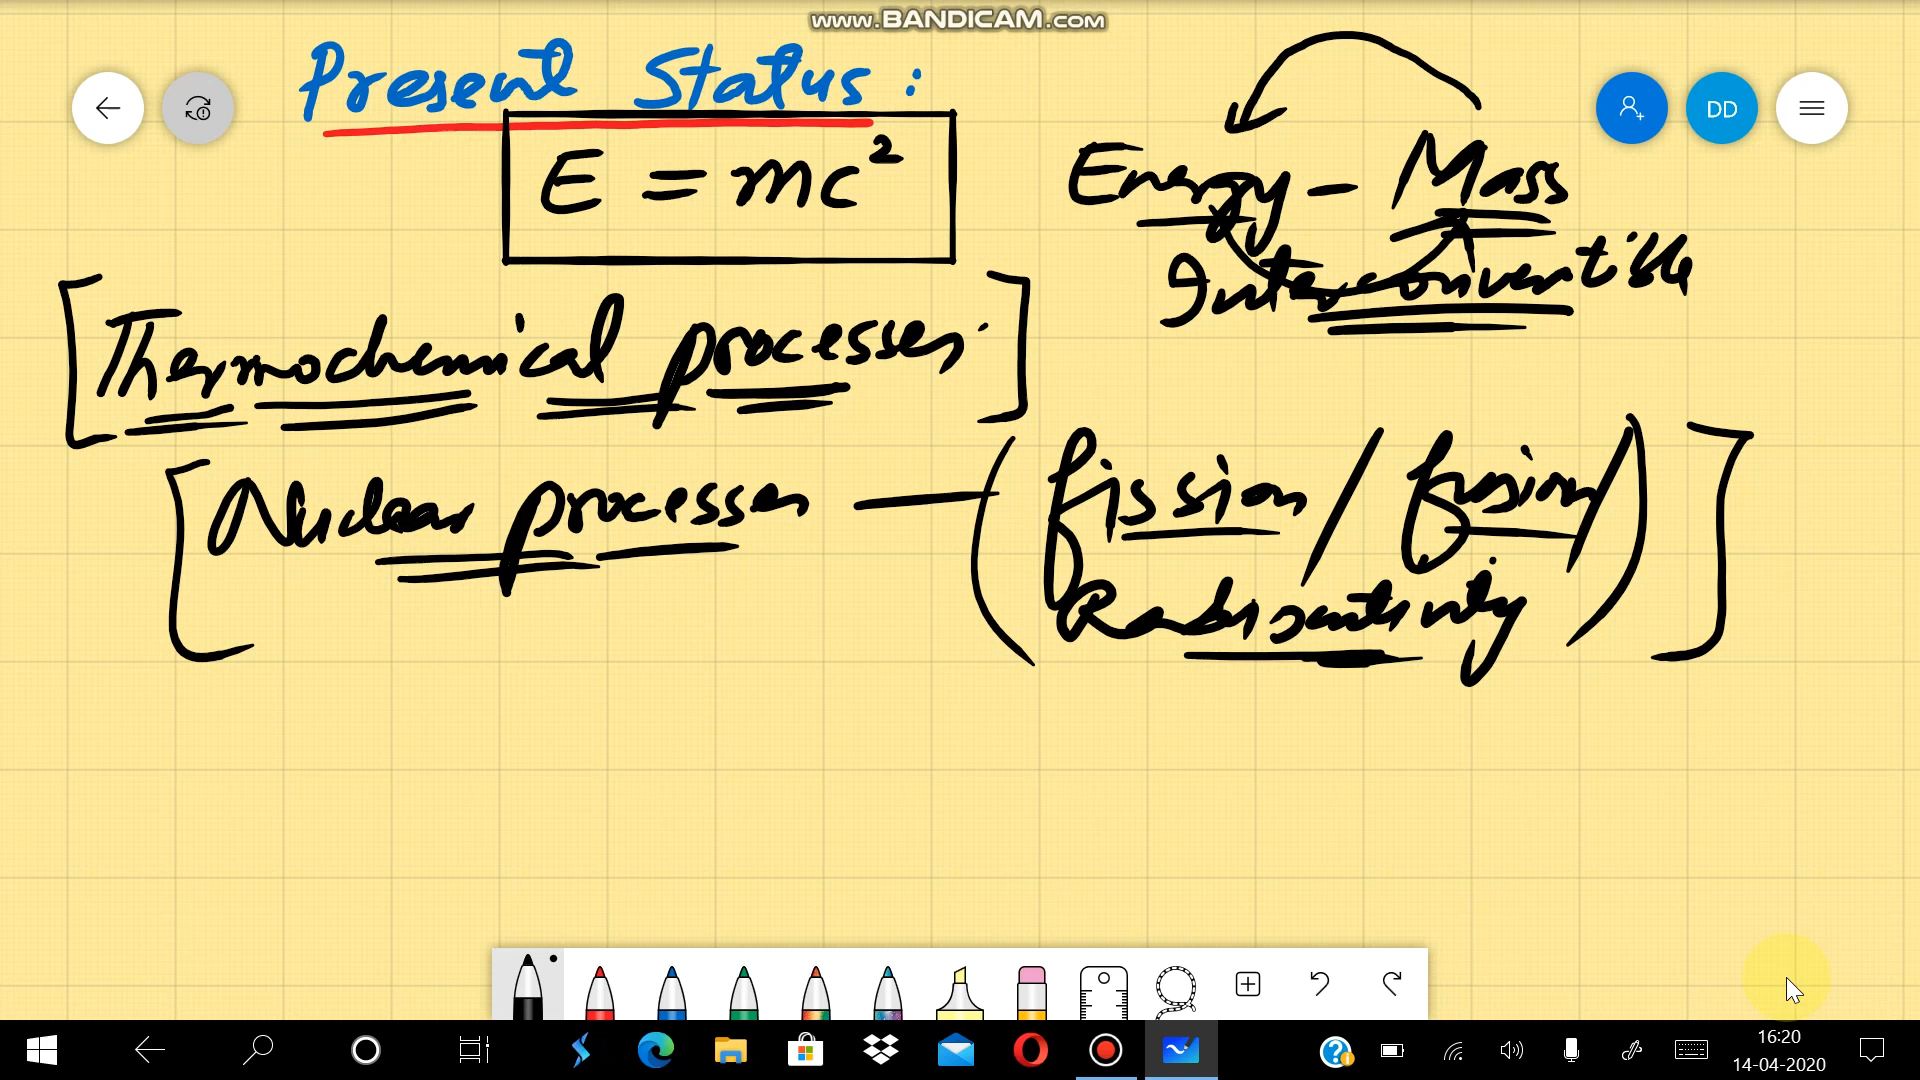 www.BANDICAM.com
Present Status :
E = mc²
Energy - Mass
Interconvertible
DD
[Thermochemical processes.]
[Nuclear processes — (fission / fusion / Radioactivity)]
16:20
14-04-2020